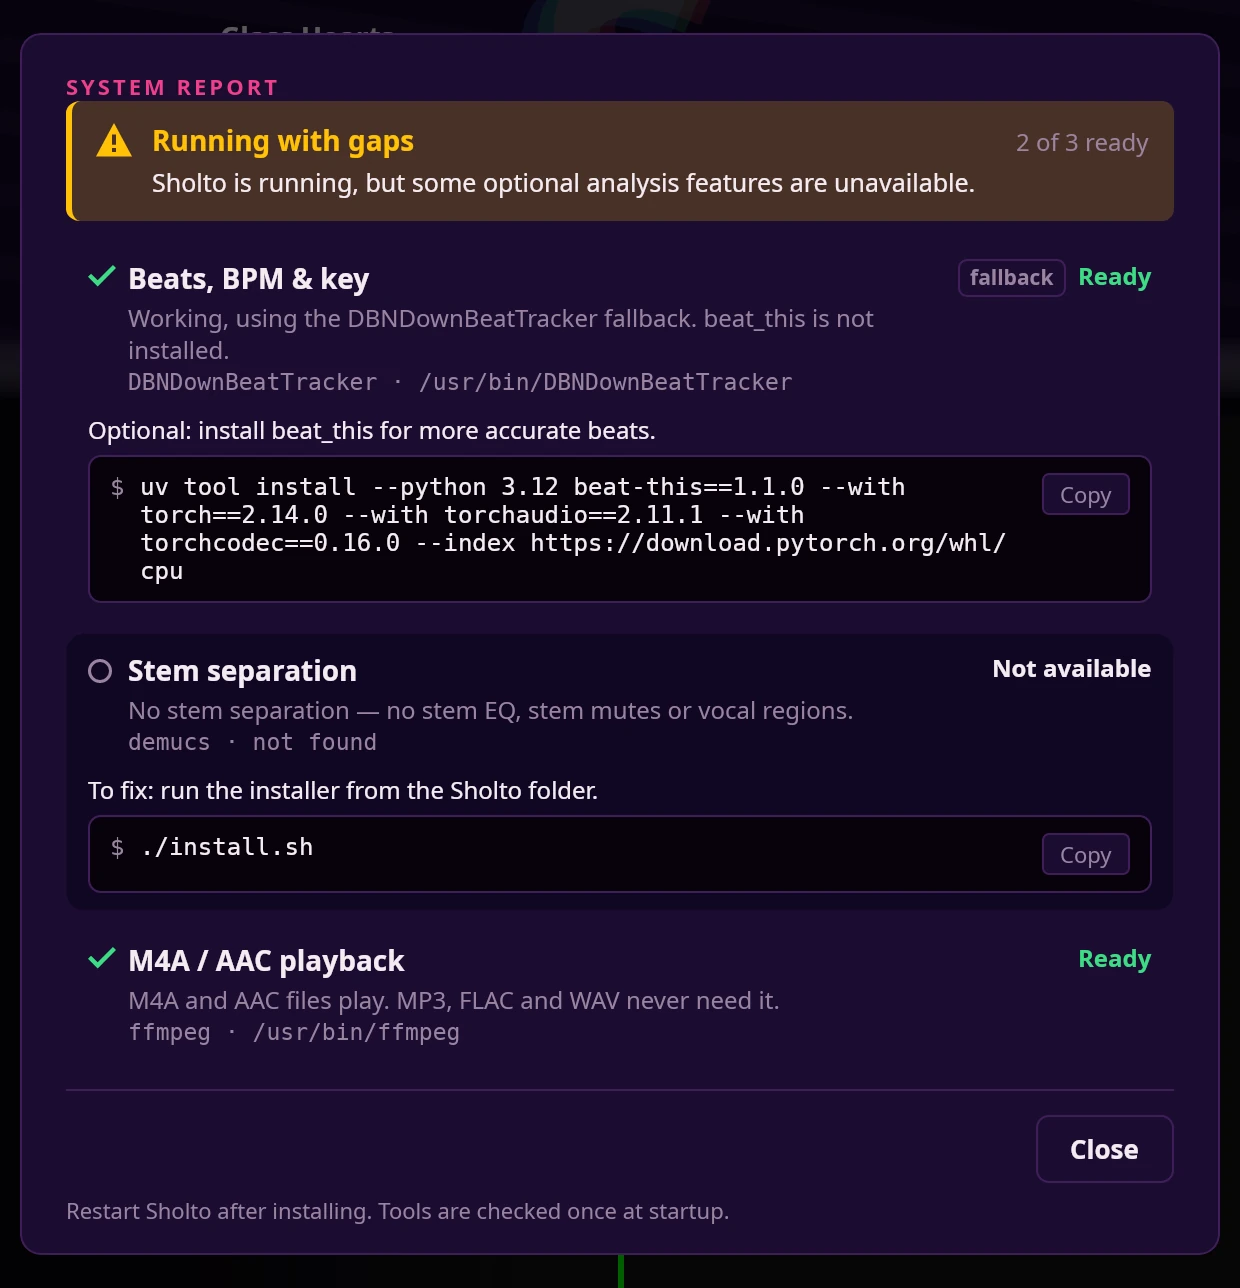 SYSTEM REPORT
Running with gaps
2 of 3 ready
Sholto is running, but some optional analysis features are unavailable.
Beats, BPM & key
fallback
Ready
Working, using the DBNDownBeatTracker fallback. beat_this is not
installed.
DBNDownBeatTracker · /usr/bin/DBNDownBeatTracker
Optional: install beat_this for more accurate beats.
$ uv tool install --python 3.12 beat-this==1.1.0 --with
torch==2.14.0 --with torchaudio==2.11.1 --with
torchcodec==0.16.0 --index https://download.pytorch.org/whl/
cpu
Copy
Stem separation
Not available
No stem separation — no stem EQ, stem mutes or vocal regions.
demucs · not found
To fix: run the installer from the Sholto folder.
$ ./install.sh
Copy
M4A / AAC playback
Ready
M4A and AAC files play. MP3, FLAC and WAV never need it.
ffmpeg · /usr/bin/ffmpeg
Close
Restart Sholto after installing. Tools are checked once at startup.